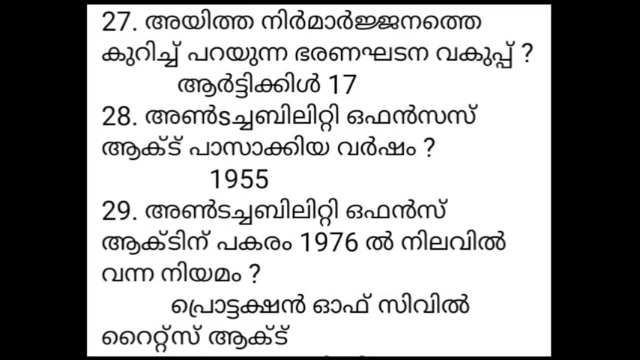 27. അയിത്ത നിർമാർജ്ജനത്തെ
കുറിച്ച് പറയുന്ന ഭരണഘടന വകുപ്പ് ?
ആർട്ടിക്കിൾ 17
28. അൺടച്ചബിലിറ്റി ഒഫൻസസ്
ആക്ട് പാസാക്കിയ വർഷം ?
1955
29. അൺടച്ചബിലിറ്റി ഒഫൻസ്
ആക്ടിന് പകരം 1976 ൽ നിലവിൽ
വന്ന നിയമം ?
പ്രൊട്ടക്ഷൻ ഓഫ് സിവിൽ
റൈറ്റ്സ് ആക്ട്